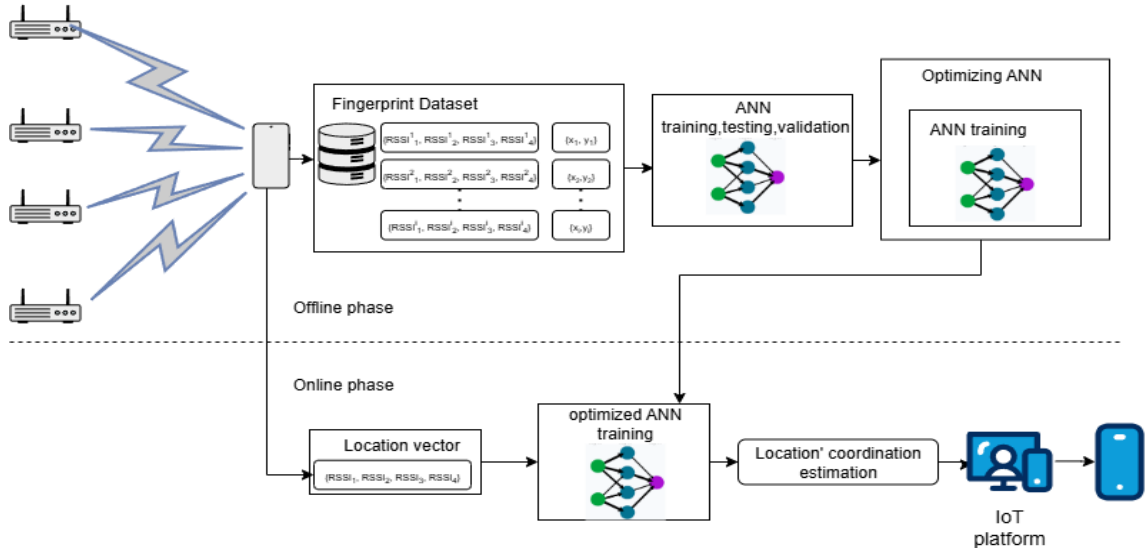 Fingerprint Dataset
{RSSI¹₁, RSSI¹₂, RSSI¹₃, RSSI¹₄}
{x₁, y₁}
{RSSI²₁, RSSI²₂, RSSI²₃, RSSI²₄}
{x₂,y₂}
{RSSIⁱ₁, RSSIⁱ₂, RSSIⁱ₃, RSSIⁱ₄}
{xᵢ,yᵢ}
ANN
training,testing,validation
Optimizing ANN
ANN training
Offline phase
Online phase
Location vector
{RSSI₁, RSSI₂, RSSI₃, RSSI₄}
optimized ANN
training
Location' coordination
estimation
IoT
platform